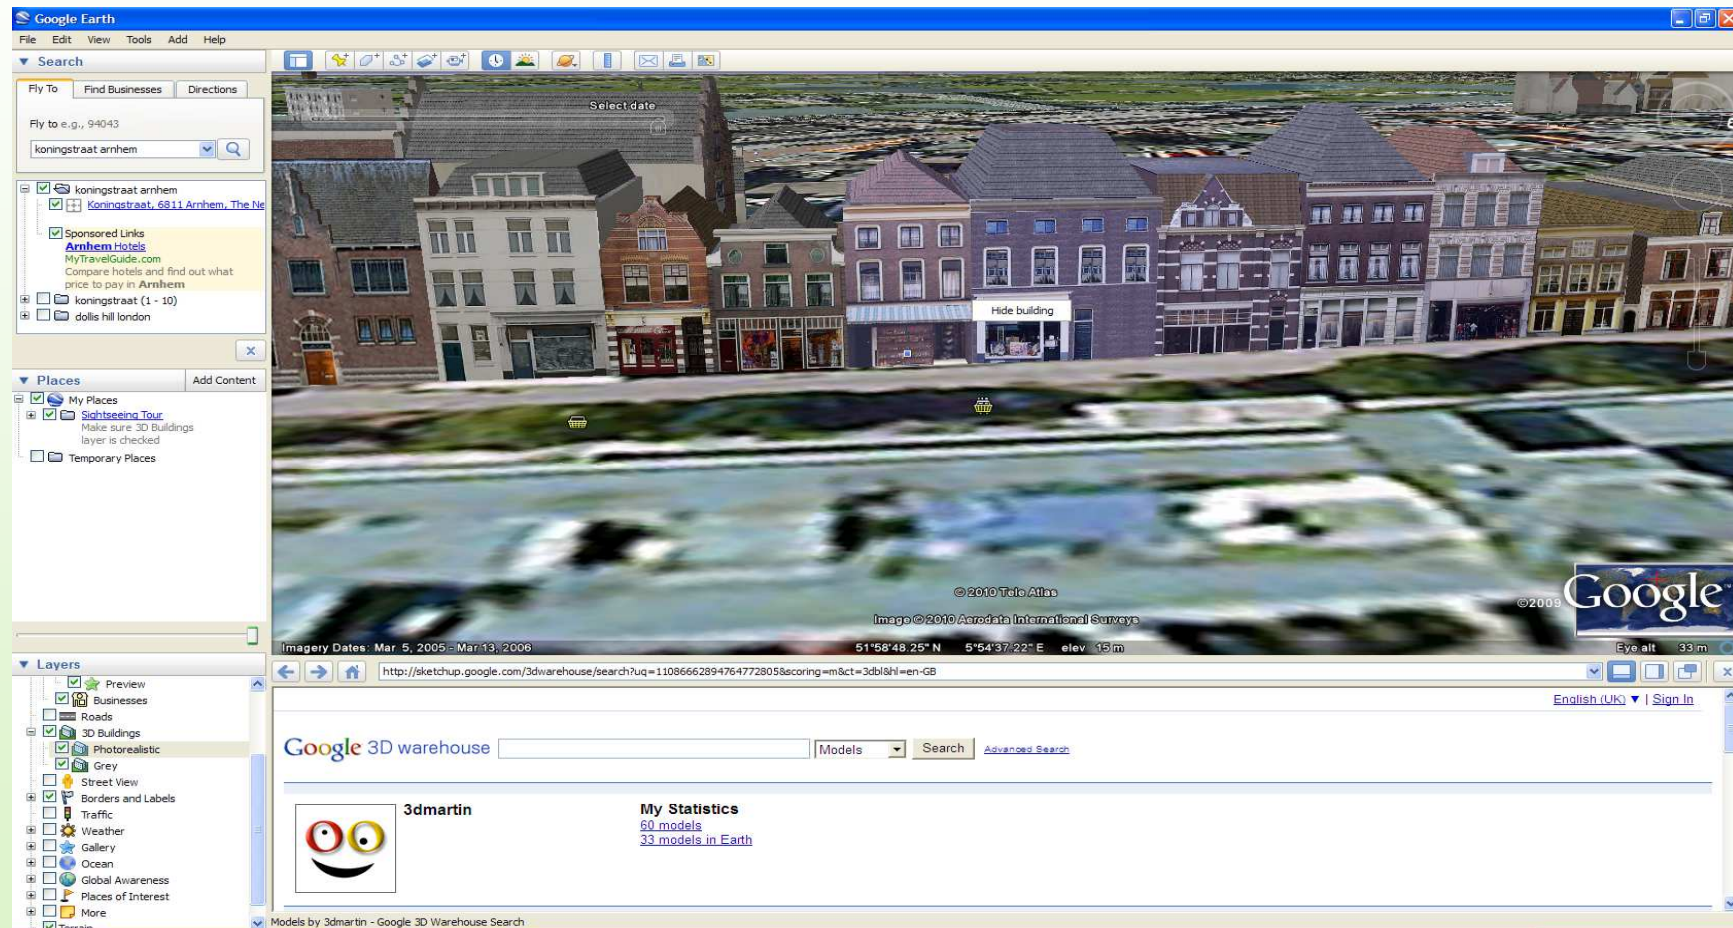 Google Earth
File Edit View Tools Add Help
Search
Fly To Find Businesses Directions
Fly to e.g., 94043
koningstraat arnhem
koningstraat arnhem
Koningstraat, 6811 Arnhem, The Ne
Sponsored Links
Arnhem Hotels
MyTravelGuide.com
Compare hotels and find out what
price to pay in Arnhem
koningstraat (1 - 10)
dollis hill london
Places Add Content
My Places
Sightseeing Tour
Make sure 3D Buildings
layer is checked
Temporary Places
Layers
Preview
Businesses
Roads
3D Buildings
Photorealistic
Grey
Street View
Borders and Labels
Traffic
Weather
Gallery
Ocean
Global Awareness
Places of Interest
More
Terrain
Select date
Hide building
© 2010 Tele Atlas
Image © 2010 Aerodata International Surveys
©2009 Google™
Imagery Dates: Mar 5, 2005 - Mar 13, 2006 51°58'48.25" N 5°54'37.22" E elev 15 m Eye alt 33 m
http://sketchup.google.com/3dwarehouse/search?uq=11086662894764772805&scoring=m&ct=3dbl&hl=en-GB
English (UK) ▼ | Sign In
Google 3D warehouse Models Search Advanced Search
3dmartin
My Statistics
60 models
33 models in Earth
Models by 3dmartin - Google 3D Warehouse Search